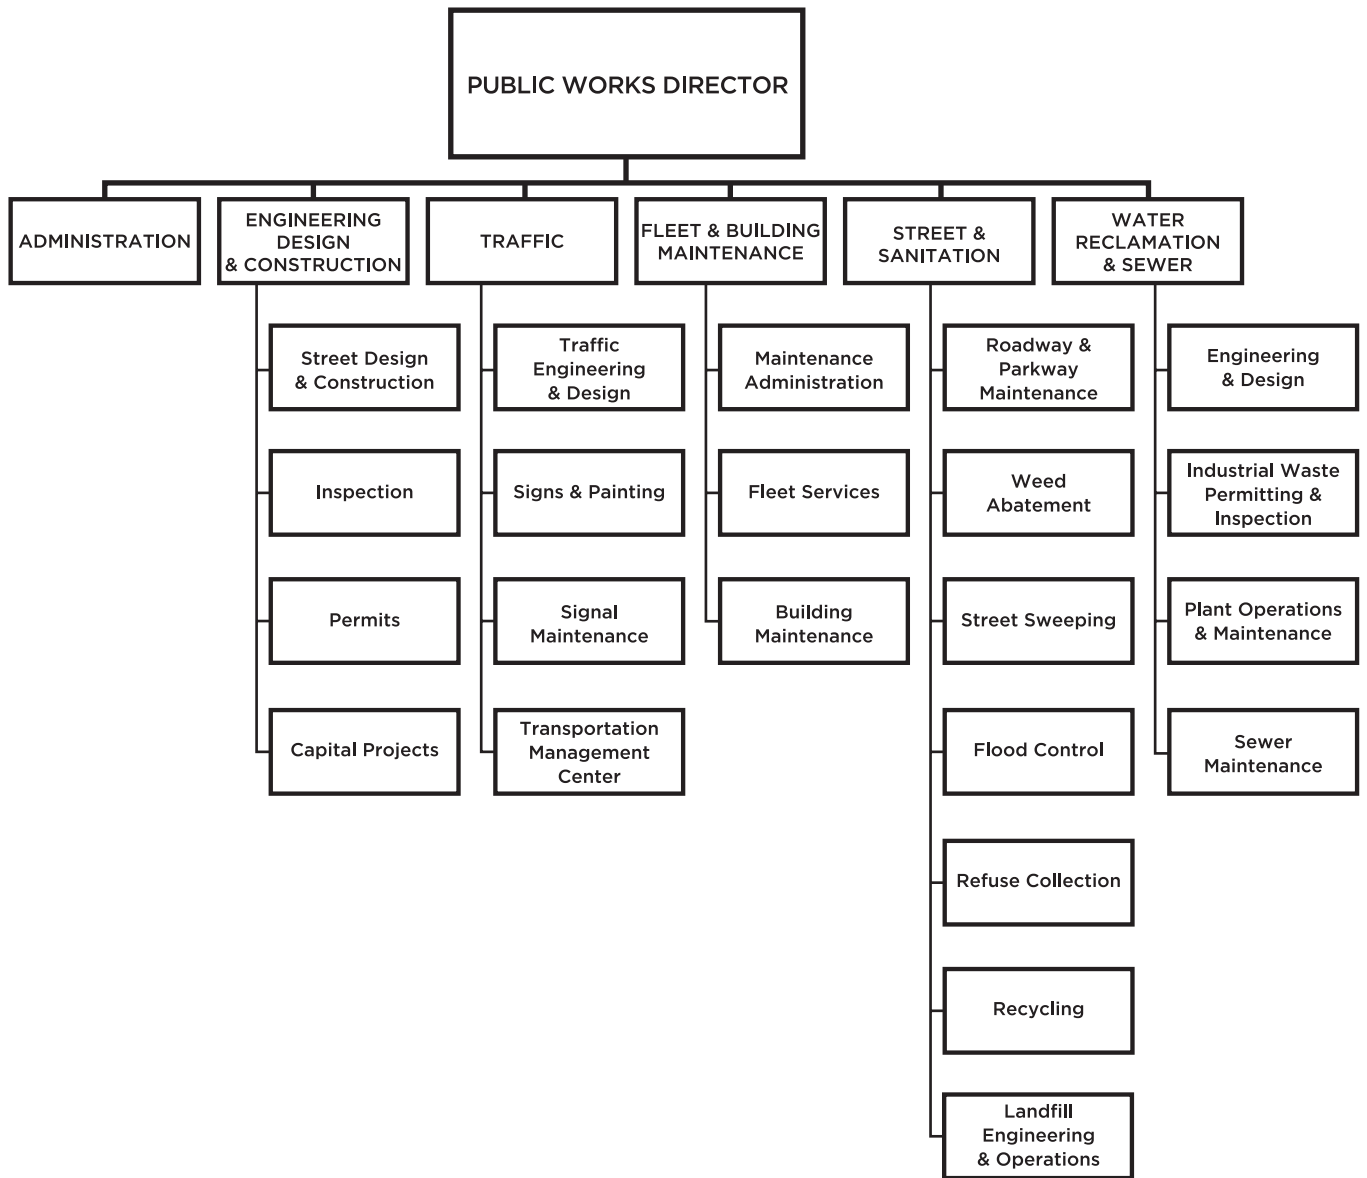 PUBLIC WORKS DIRECTOR
ADMINISTRATION
ENGINEERING
DESIGN
& CONSTRUCTION
TRAFFIC
FLEET & BUILDING
MAINTENANCE
STREET &
SANITATION
WATER
RECLAMATION
& SEWER
Street Design
& Construction
Inspection
Permits
Capital Projects
Traffic
Engineering
& Design
Signs & Painting
Signal
Maintenance
Transportation
Management
Center
Maintenance
Administration
Fleet Services
Building
Maintenance
Roadway &
Parkway
Maintenance
Weed
Abatement
Street Sweeping
Flood Control
Refuse Collection
Recycling
Landfill
Engineering
& Operations
Engineering
& Design
Industrial Waste
Permitting &
Inspection
Plant Operations
& Maintenance
Sewer
Maintenance